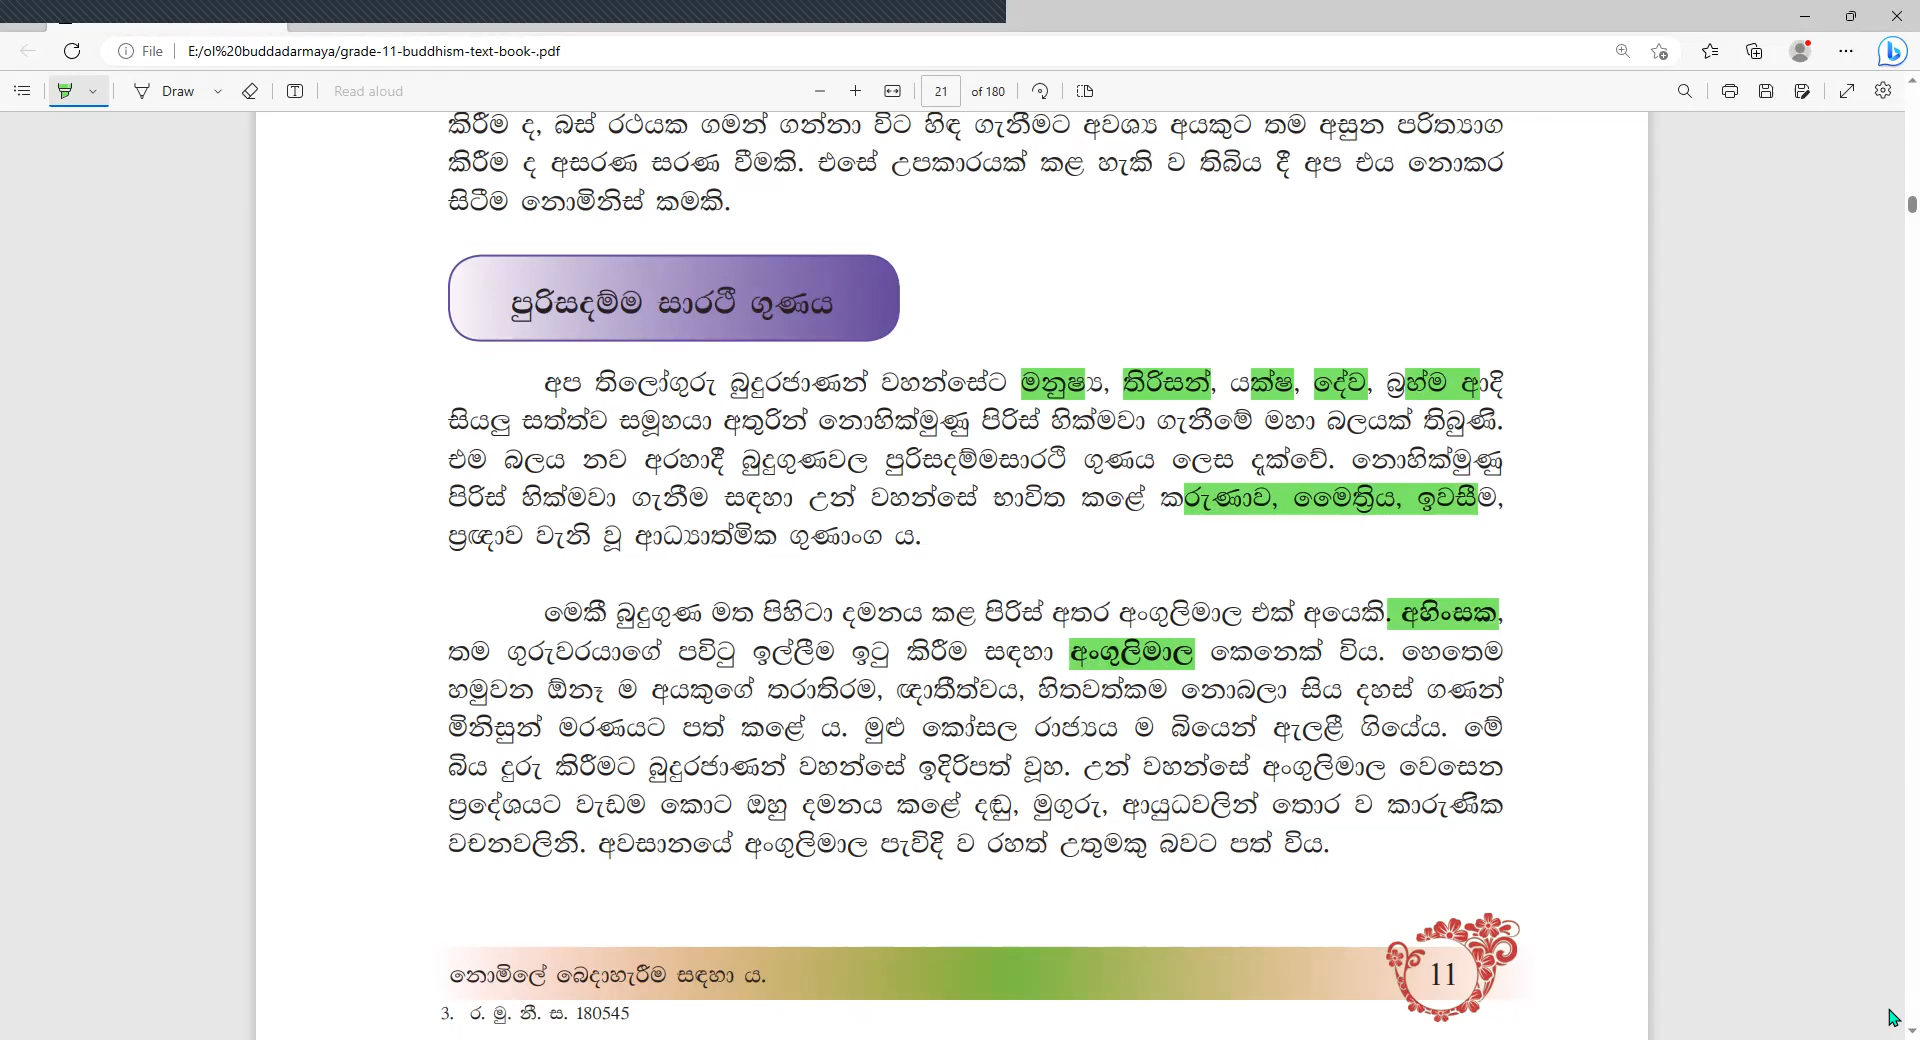 File
E:/ol%20buddadarmaya/grade-11-buddhism-text-book-.pdf
Draw
Read aloud
21 of 180
කිරීම ද, බස් රථයක ගමන් ගන්නා විට හිඳ ගැනීමට අවශ්‍ය අයකුට තම අසුන පරිත්‍යාග
කිරීම ද අසරණ සරණ වීමකි. එසේ උපකාරයක් කළ හැකි ව තිබිය දී අප එය නොකර
සිටීම නොමිනිස් කමකි.
පුරිසදම්ම සාරථී ගුණය
අප තිලෝගුරු බුදුරජාණන් වහන්සේට මනුෂ්‍ය, තිරිසන්, යක්ෂ, දේව, බ්‍රහ්ම ආදි
සියලු සත්ත්ව සමූහයා අතුරින් නොහික්මුණු පිරිස් හික්මවා ගැනීමේ මහා බලයක් තිබුණි.
එම බලය නව අරහාදී බුදුගුණවල පුරිසදම්මසාරථි ගුණය ලෙස දැක්වේ. නොහික්මුණු
පිරිස් හික්මවා ගැනීම සඳහා උන් වහන්සේ භාවිත කළේ කරුණාව, මෛත්‍රිය, ඉවසීම,
ප්‍රඥාව වැනි වූ ආධ්‍යාත්මික ගුණාංග ය.
මෙකී බුදුගුණ මත පිහිටා දමනය කළ පිරිස් අතර අංගුලිමාල එක් අයෙකි. අහිංසක,
තම ගුරුවරයාගේ පවිටු ඉල්ලීම ඉටු කිරීම සඳහා අංගුලිමාල කෙනෙක් විය. හෙතෙම
හමුවන ඕනෑ ම අයකුගේ තරාතිරම, ඥාතීත්වය, හිතවත්කම නොබලා සිය දහස් ගණන්
මිනිසුන් මරණයට පත් කළේ ය. මුළු කෝසල රාජ්‍යය ම බියෙන් ඇලළී ගියේය. මේ
බිය දුරු කිරීමට බුදුරජාණන් වහන්සේ ඉදිරිපත් වූහ. උන් වහන්සේ අංගුලිමාල වෙසෙන
ප්‍රදේශයට වැඩම කොට ඔහු දමනය කළේ දඬු, මුගුරු, ආයුධවලින් තොර ව කාරුණික
වචනවලිනි. අවසානයේ අංගුලිමාල පැවිදි ව රහත් උතුමකු බවට පත් විය.
නොමිලේ බෙදාහැරීම සඳහා ය.
11
3. ර. මු. නී. ස. 180545